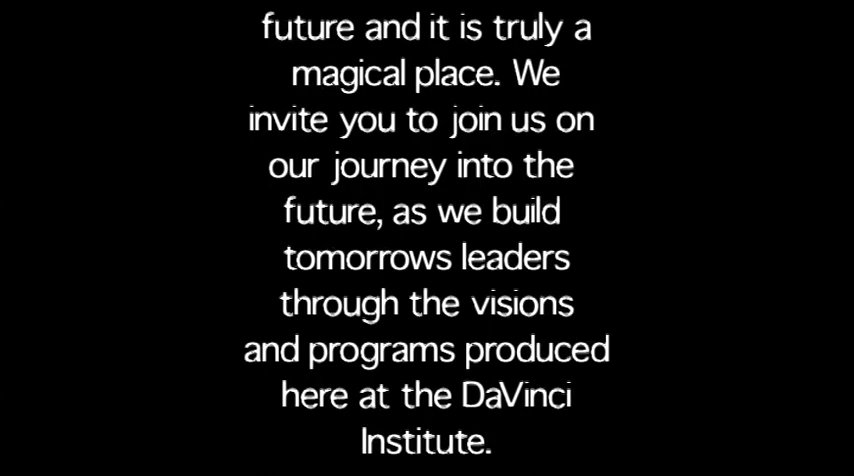 future and it is truly a
magical place. We
invite you to join us on
our journey into the
future, as we build
tomorrows leaders
through the visions
and programs produced
here at the DaVinci
Institute.